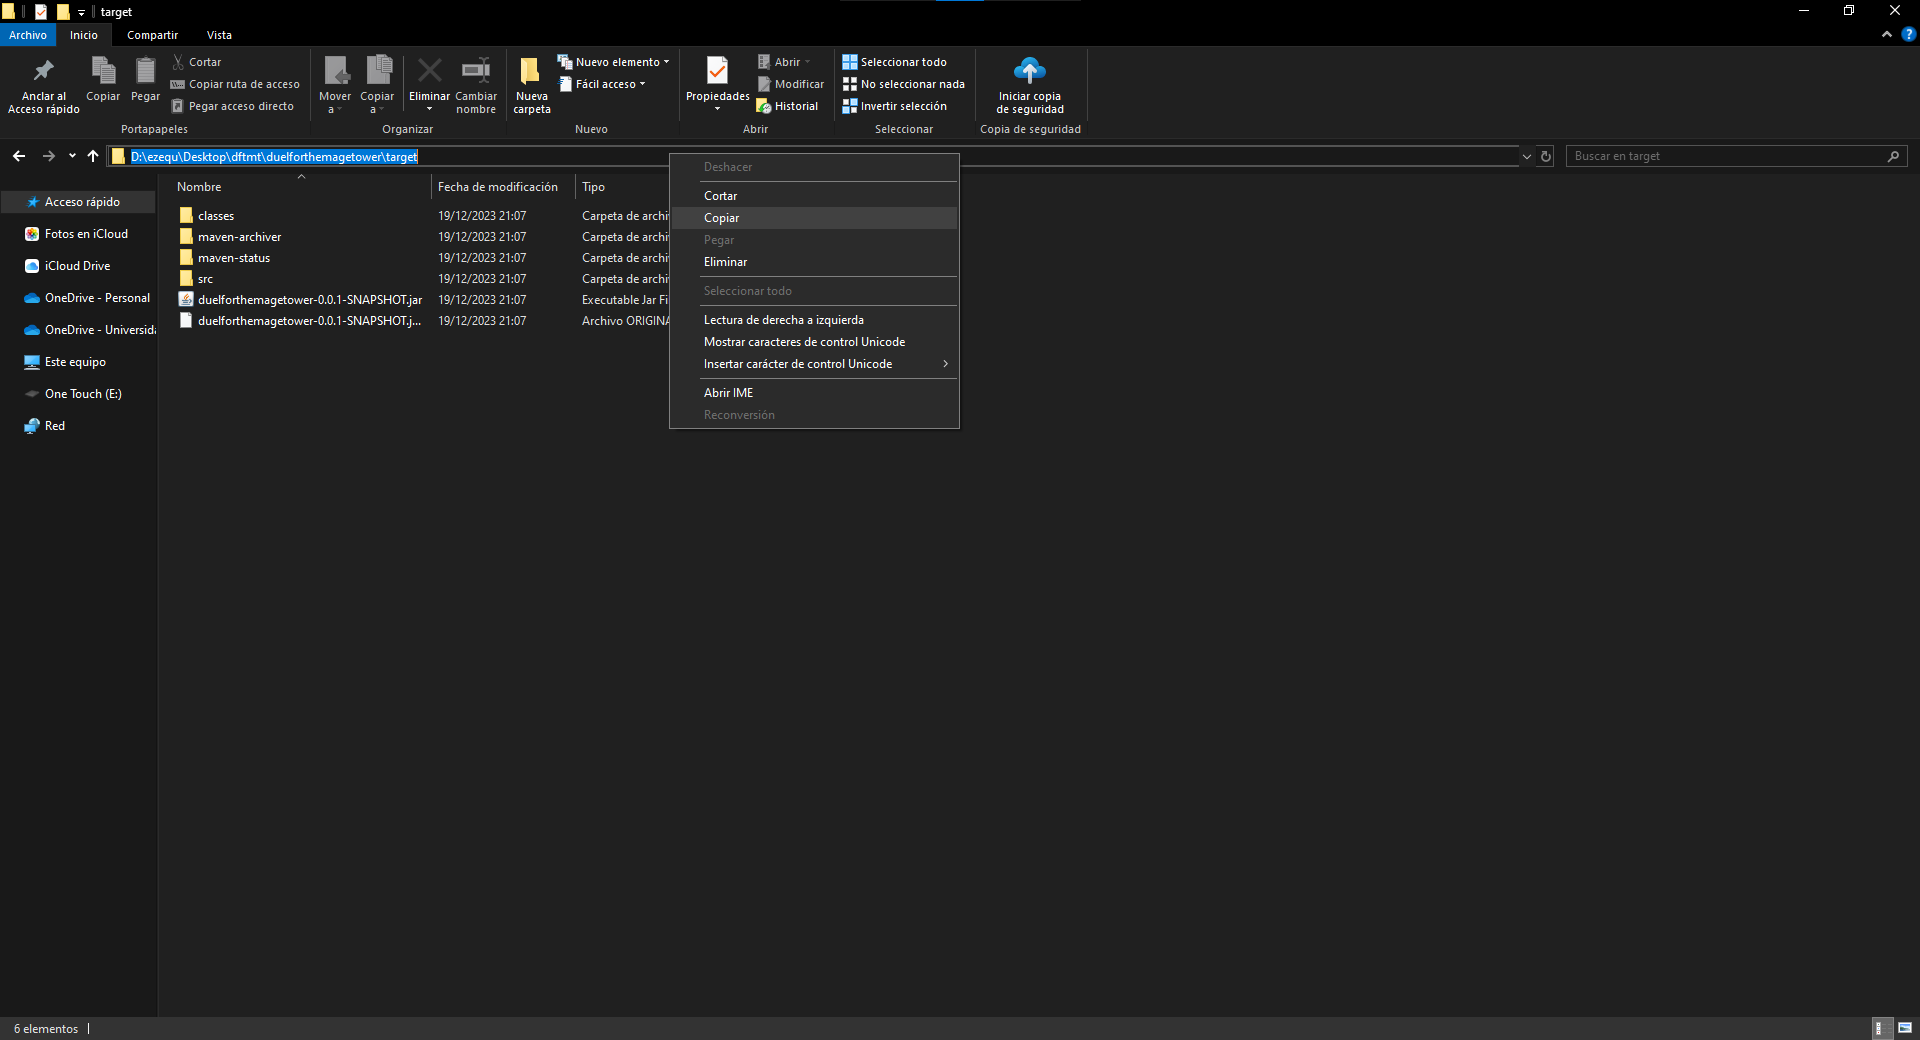 target
Archivo Inicio Compartir Vista
Anclar al Acceso rápido
Copiar
Pegar
Cortar
Copiar ruta de acceso
Pegar acceso directo
Portapapeles
Mover a
Copiar a
Eliminar
Cambiar nombre
Organizar
Nueva carpeta
Nuevo elemento
Fácil acceso
Nuevo
Propiedades
Abrir
Modificar
Historial
Abrir
Seleccionar todo
No seleccionar nada
Invertir selección
Seleccionar
Iniciar copia de seguridad
Copia de seguridad
D:\ezequ\Desktop\dftmt\duelforthemagetower\target
Buscar en target
Acceso rápido
Fotos en iCloud
iCloud Drive
OneDrive - Personal
OneDrive - Universida
Este equipo
One Touch (E:)
Red
Nombre Fecha de modificación Tipo
classes 19/12/2023 21:07 Carpeta de archi
maven-archiver 19/12/2023 21:07 Carpeta de archi
maven-status 19/12/2023 21:07 Carpeta de archi
src 19/12/2023 21:07 Carpeta de archi
duelforthemagetower-0.0.1-SNAPSHOT.jar 19/12/2023 21:07 Executable Jar Fi
duelforthemagetower-0.0.1-SNAPSHOT.j... 19/12/2023 21:07 Archivo ORIGINA
Deshacer
Cortar
Copiar
Pegar
Eliminar
Seleccionar todo
Lectura de derecha a izquierda
Mostrar caracteres de control Unicode
Insertar carácter de control Unicode
Abrir IME
Reconversión
6 elementos